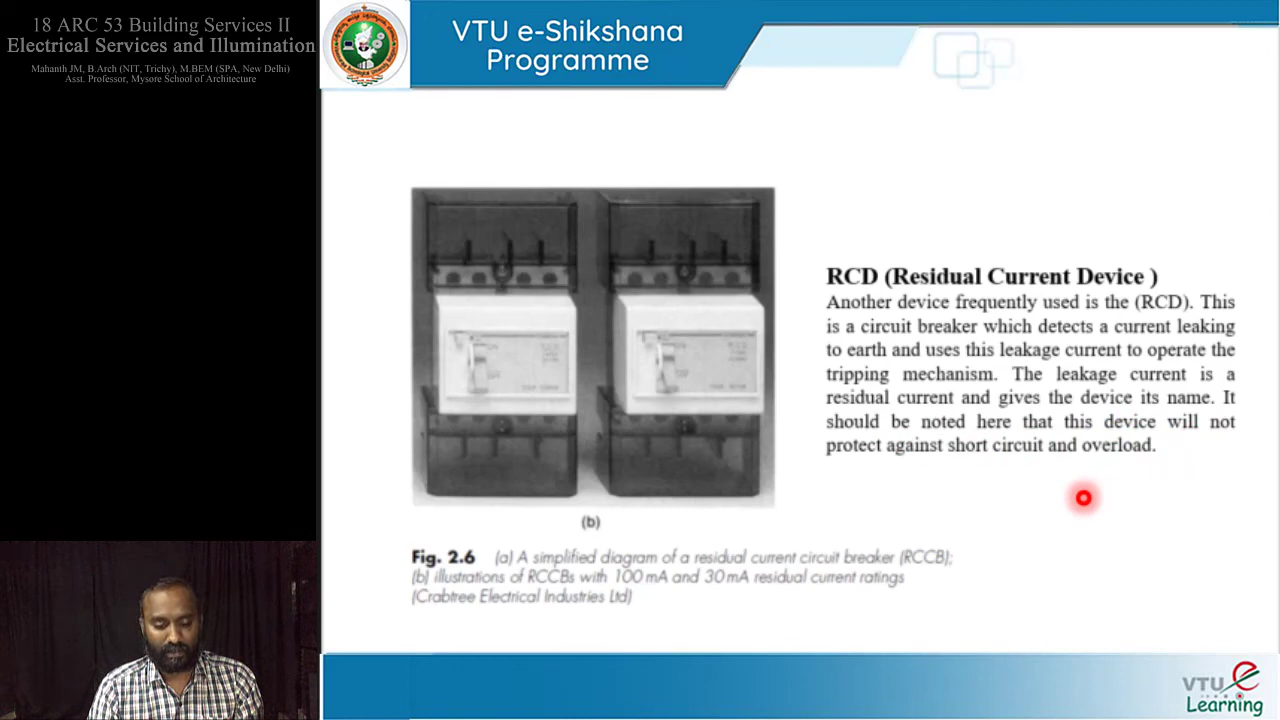 18 ARC 53 Building Services II
Electrical Services and Illumination
Mahanth JM, B.Arch (NIT, Trichy), M.BEM (SPA, New Delhi)
Asst. Professor, Mysore School of Architecture
VTU e-Shikshana
Programme
RCD (Residual Current Device )
Another device frequently used is the (RCD). This
is a circuit breaker which detects a current leaking
to earth and uses this leakage current to operate the
tripping mechanism. The leakage current is a
residual current and gives the device its name. It
should be noted here that this device will not
protect against short circuit and overload.
(b)
Fig. 2.6 (a) A simplified diagram of a residual current circuit breaker (RCCB);
(b) illustrations of RCCBs with 100 mA and 30 mA residual current ratings
(Crabtree Electrical Industries Ltd)
VTU e
Learning